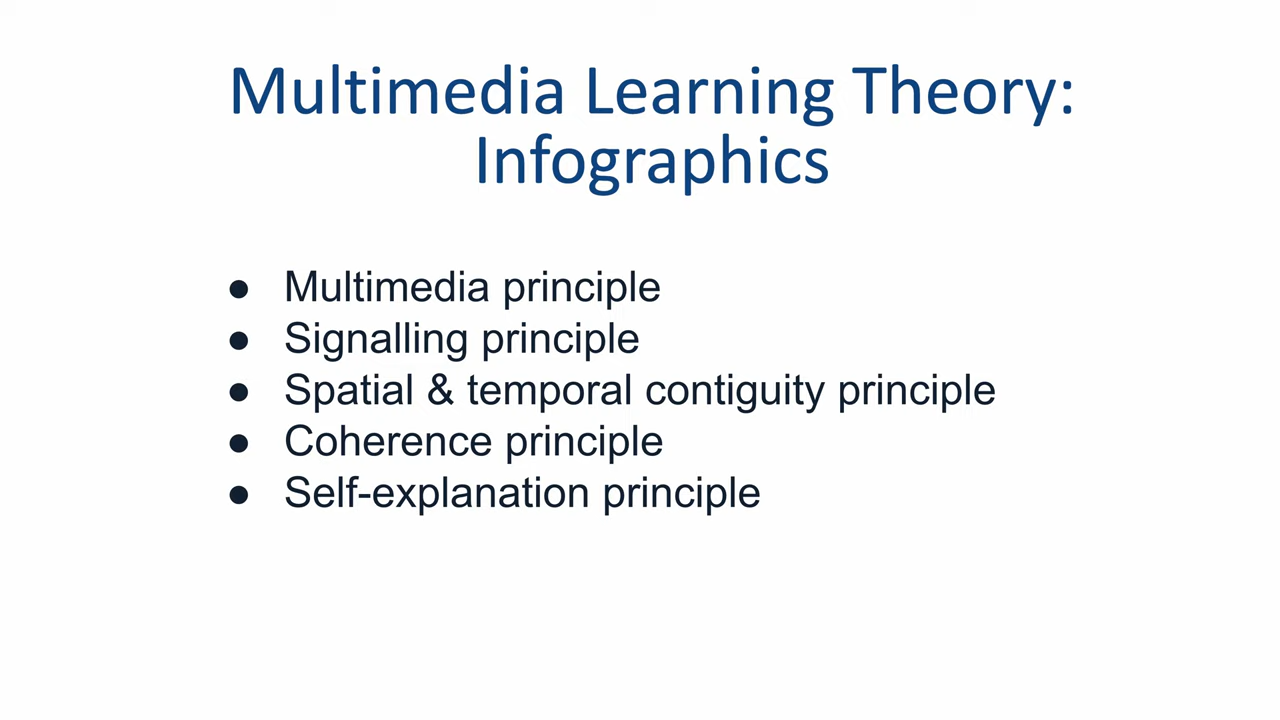 Multimedia Learning Theory:
Infographics
● Multimedia principle
● Signalling principle
● Spatial & temporal contiguity principle
● Coherence principle
● Self-explanation principle